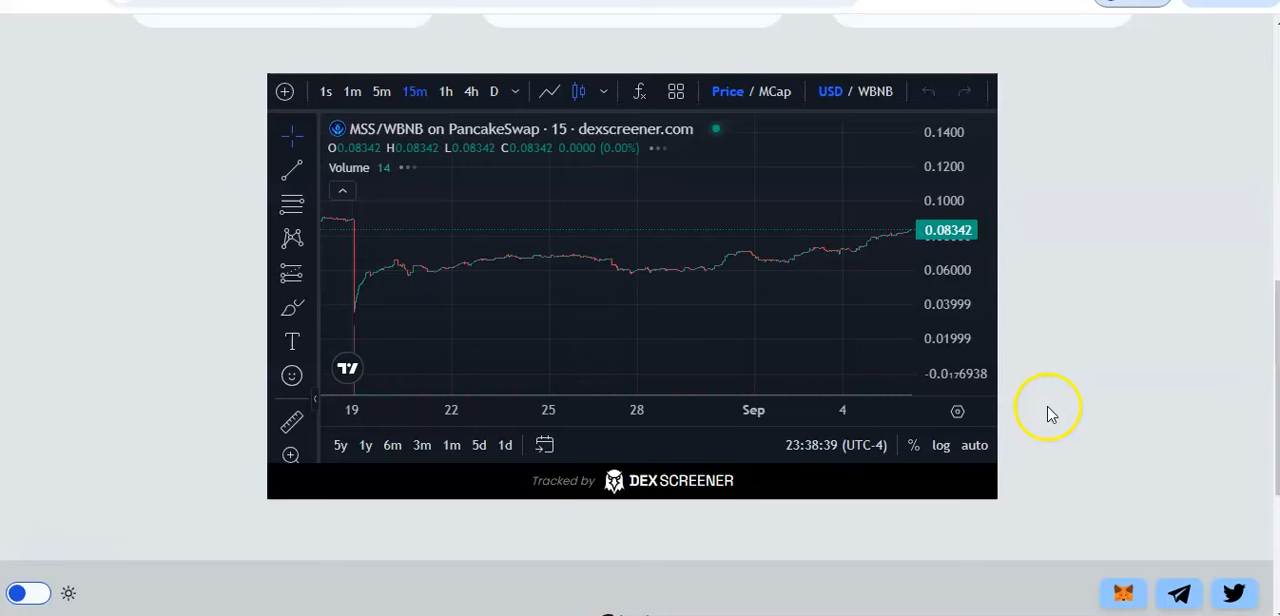 1s 1m 5m 15m 1h 4h D Price / MCap USD / WBNB
MSS/WBNB on PancakeSwap · 15 · dexscreener.com
O0.08342 H0.08342 L0.08342 C0.08342 0.0000 (0.00%)
Volume 14
0.1400
0.1200
0.1000
0.08342
0.06000
0.03999
0.01999
-0.0₁₇6938
19 22 25 28 Sep 4
5y 1y 6m 3m 1m 5d 1d 23:38:39 (UTC-4) % log auto
Tracked by DEX SCREENER